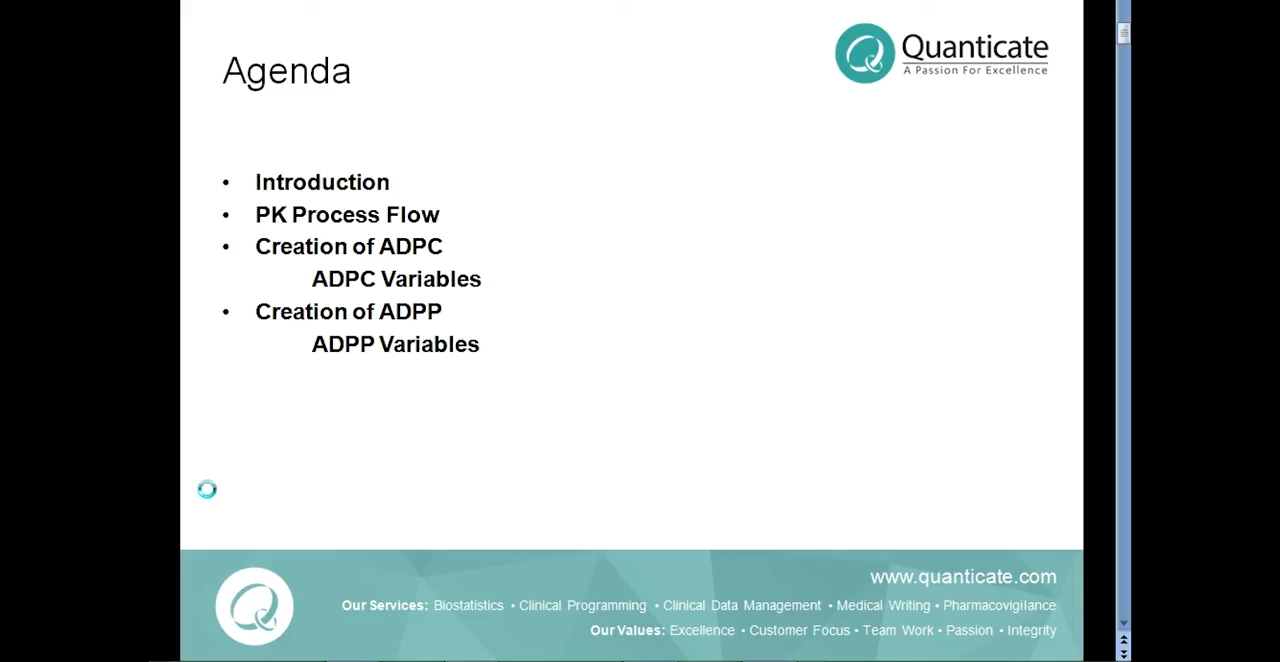 Agenda
Quanticate
A Passion For Excellence
• Introduction
• PK Process Flow
• Creation of ADPC
ADPC Variables
• Creation of ADPP
ADPP Variables
www.quanticate.com
Our Services: Biostatistics • Clinical Programming • Clinical Data Management • Medical Writing • Pharmacovigilance
Our Values: Excellence • Customer Focus • Team Work • Passion • Integrity